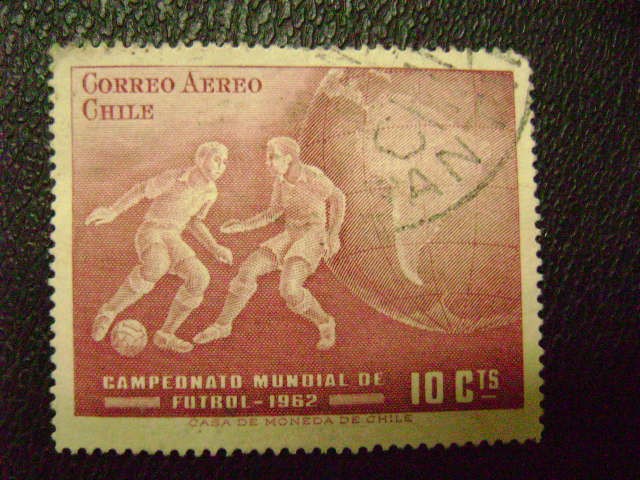 CORREO AEREO
CHILE
CAMPEONATO MUNDIAL DE
FUTBOL - 1962
10 CTS
CASA DE MONEDA DE CHILE